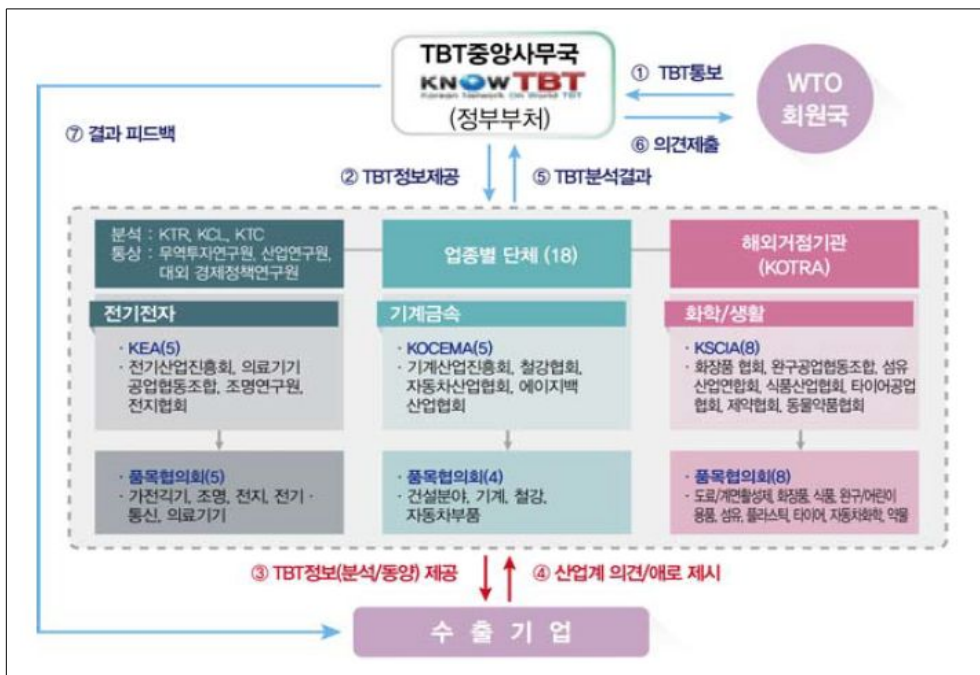 TBT중앙사무국
KNOW TBT
Korean Network On World TBT
(정부부처)
① TBT통보
WTO
회원국
⑥ 의견제출
⑦ 결과 피드백
② TBT정보제공
⑤ TBT분석결과
분석 : KTR, KCL, KTC
통상 : 무역투자연구원, 산업연구원,
대외 경제정책연구원
업종별 단체 (18)
해외거점기관
(KOTRA)
전기전자
· KEA(5)
· 전기산업진흥회, 의료기기
공업협동조합, 조명연구원,
전지협회
· 품목협의회(5)
· 가전긱기, 조명, 전지, 전기 ·
통신, 의료기기
기계금속
· KOCEMA(5)
· 기계산업진흥회, 철강협회,
자동차산업협회, 에이지백
산업협회
· 품목협의회(4)
· 건설분야, 기계, 철강,
자동차부품
화학/생활
· KSCIA(8)
· 화장품 협회, 완구공업협동조합, 섬유
산업연합회, 식품산업협회, 타이어공업
협회, 제약협회, 동물약품협회
· 품목협의회(8)
· 도료/계면활성제, 화장품, 식품, 완구/어린이
용품, 섬유, 플라스틱, 타이어, 자동차화학, 약물
③ TBT정보(분석/동양) 제공
④ 산업계 의견/애로 제시
수 출 기 업